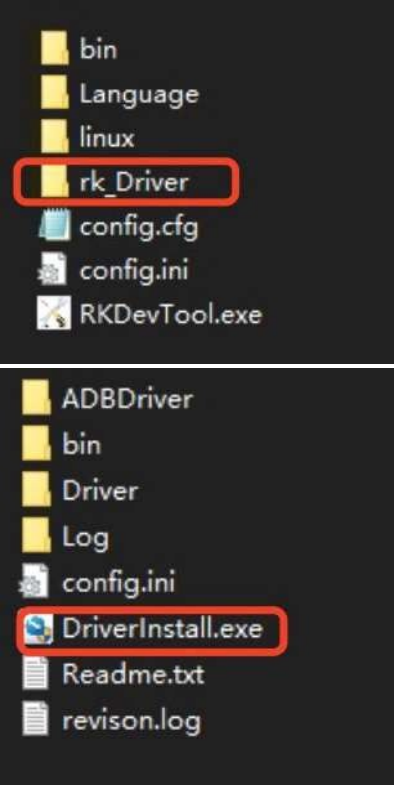 bin
Language
linux
rk_Driver
config.cfg
config.ini
RKDevTool.exe
ADBDriver
bin
Driver
Log
config.ini
DriverInstall.exe
Readme.txt
revison.log